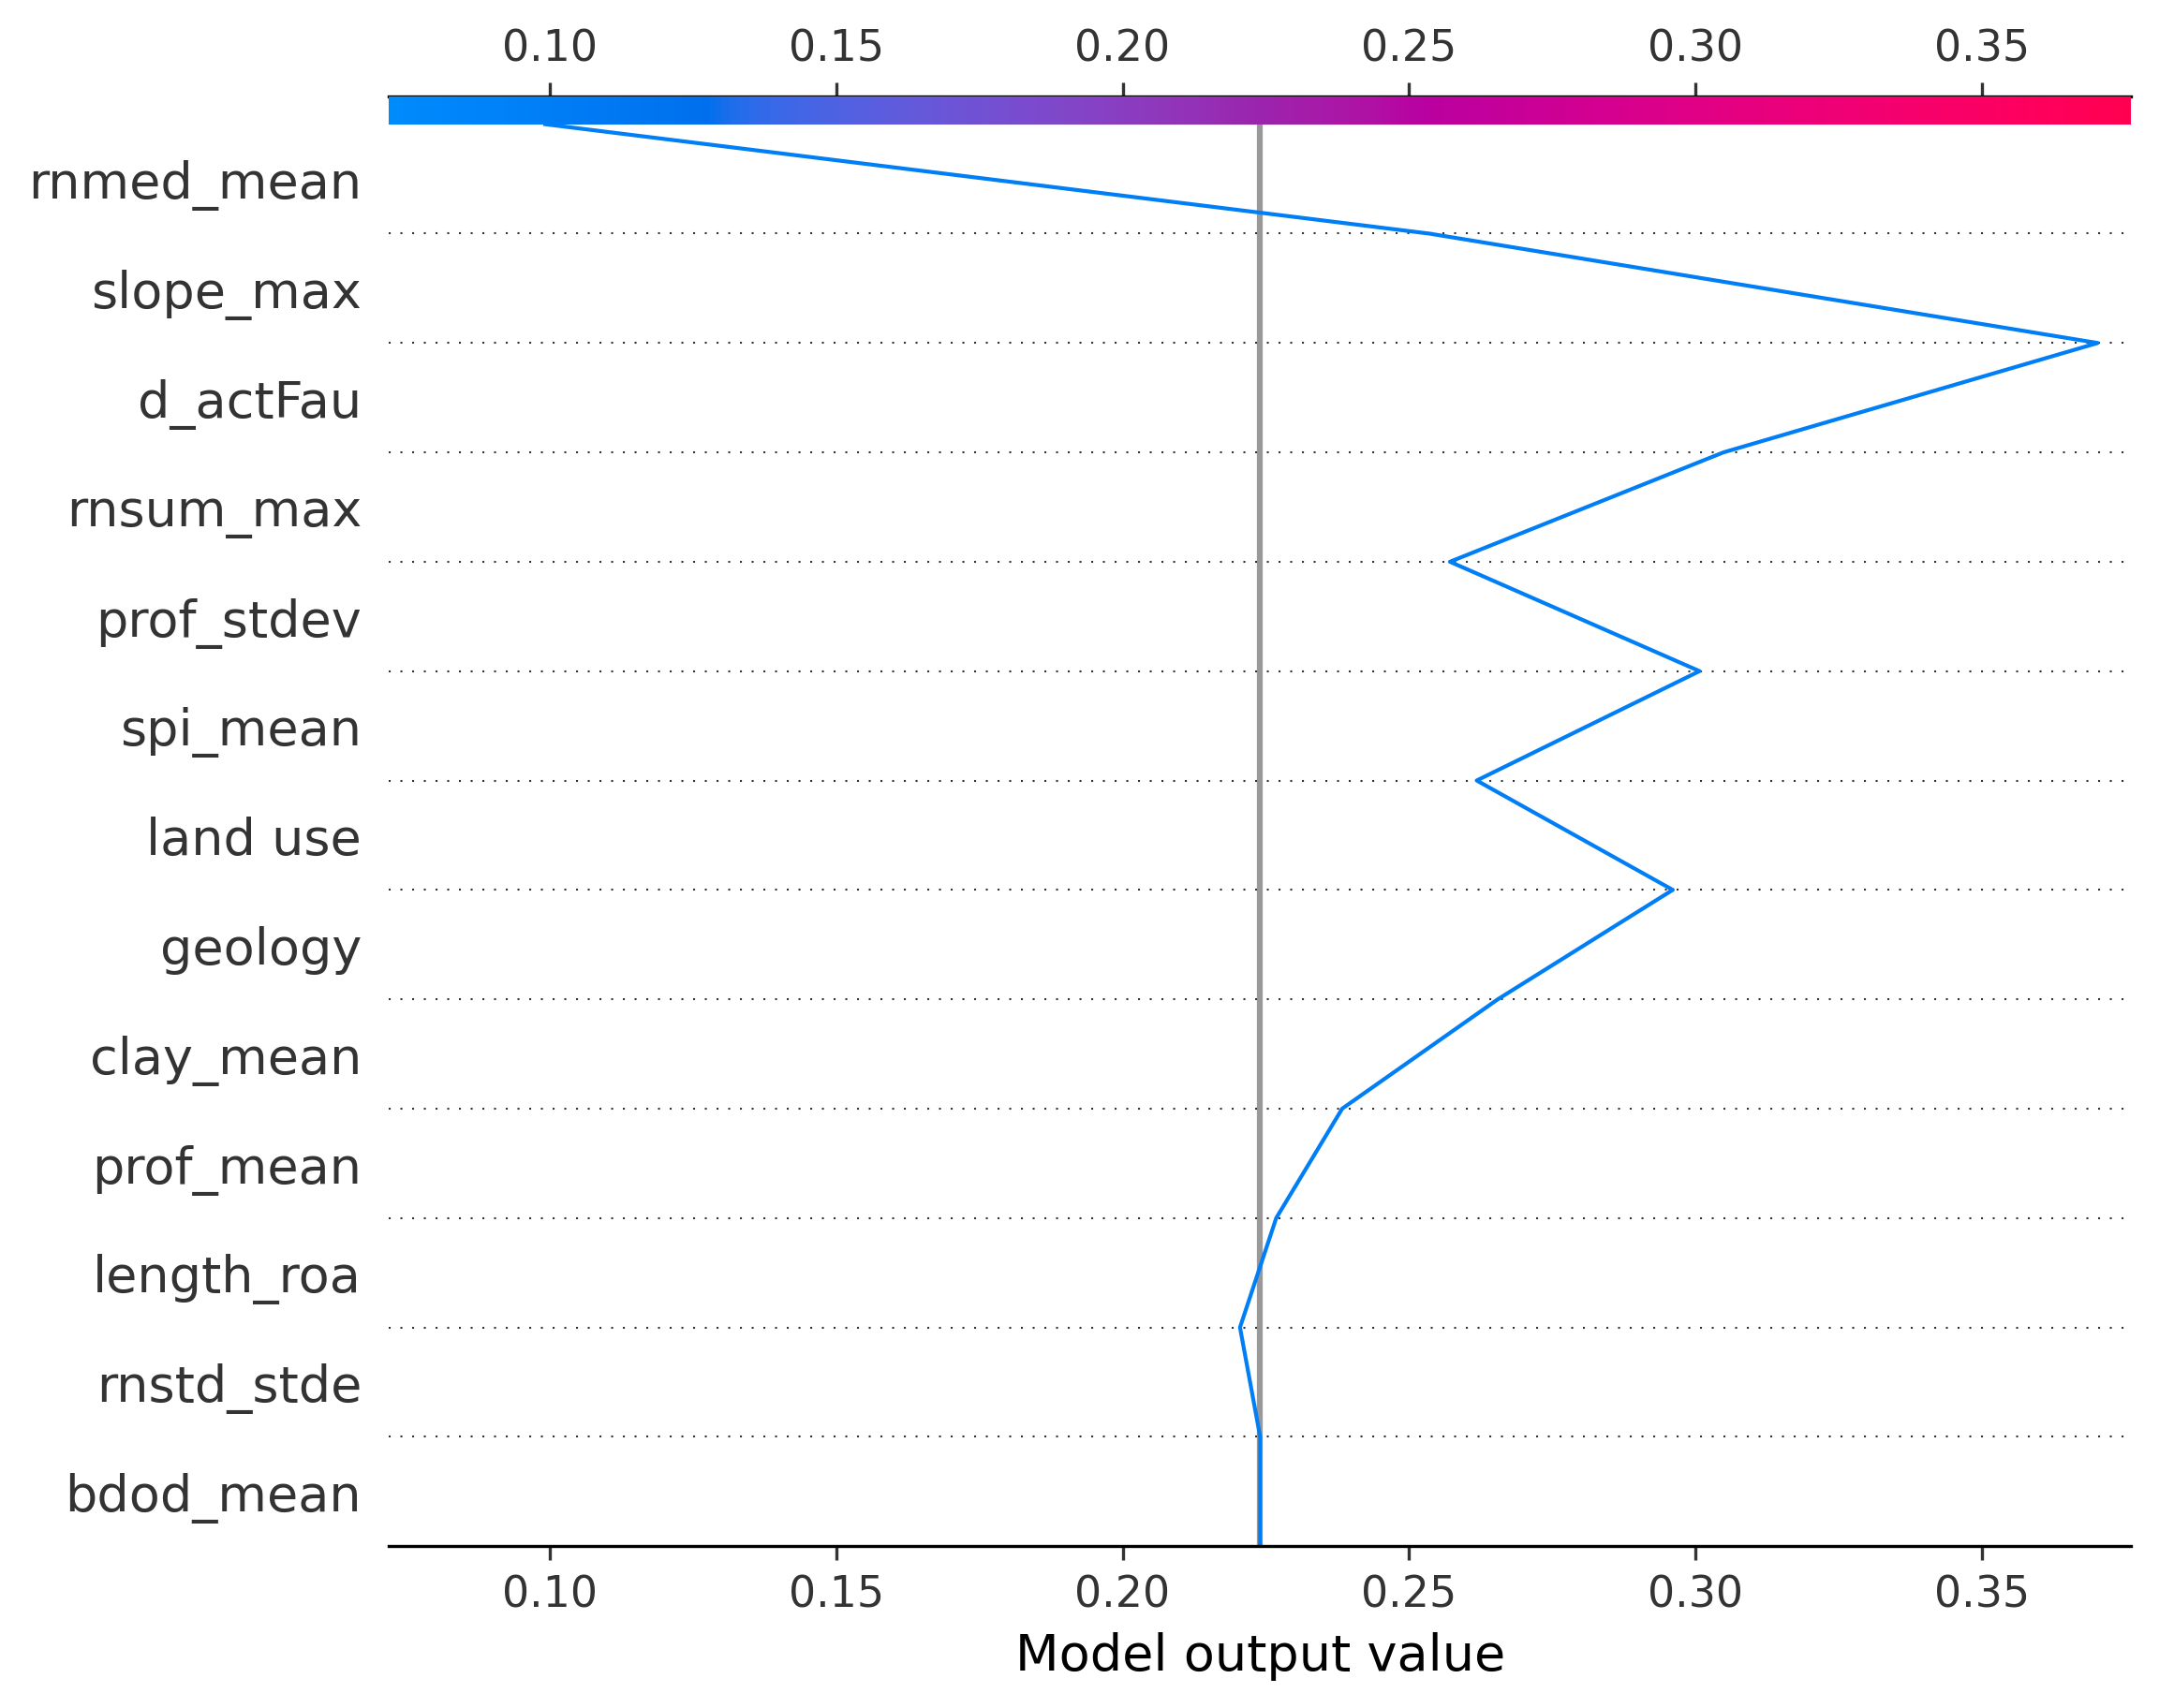 0.10 0.15 0.20 0.25 0.30 0.35
rnmed_mean
slope_max
d_actFau
rnsum_max
prof_stdev
spi_mean
land use
geology
clay_mean
prof_mean
length_roa
rnstd_stde
bdod_mean
0.10 0.15 0.20 0.25 0.30 0.35
Model output value